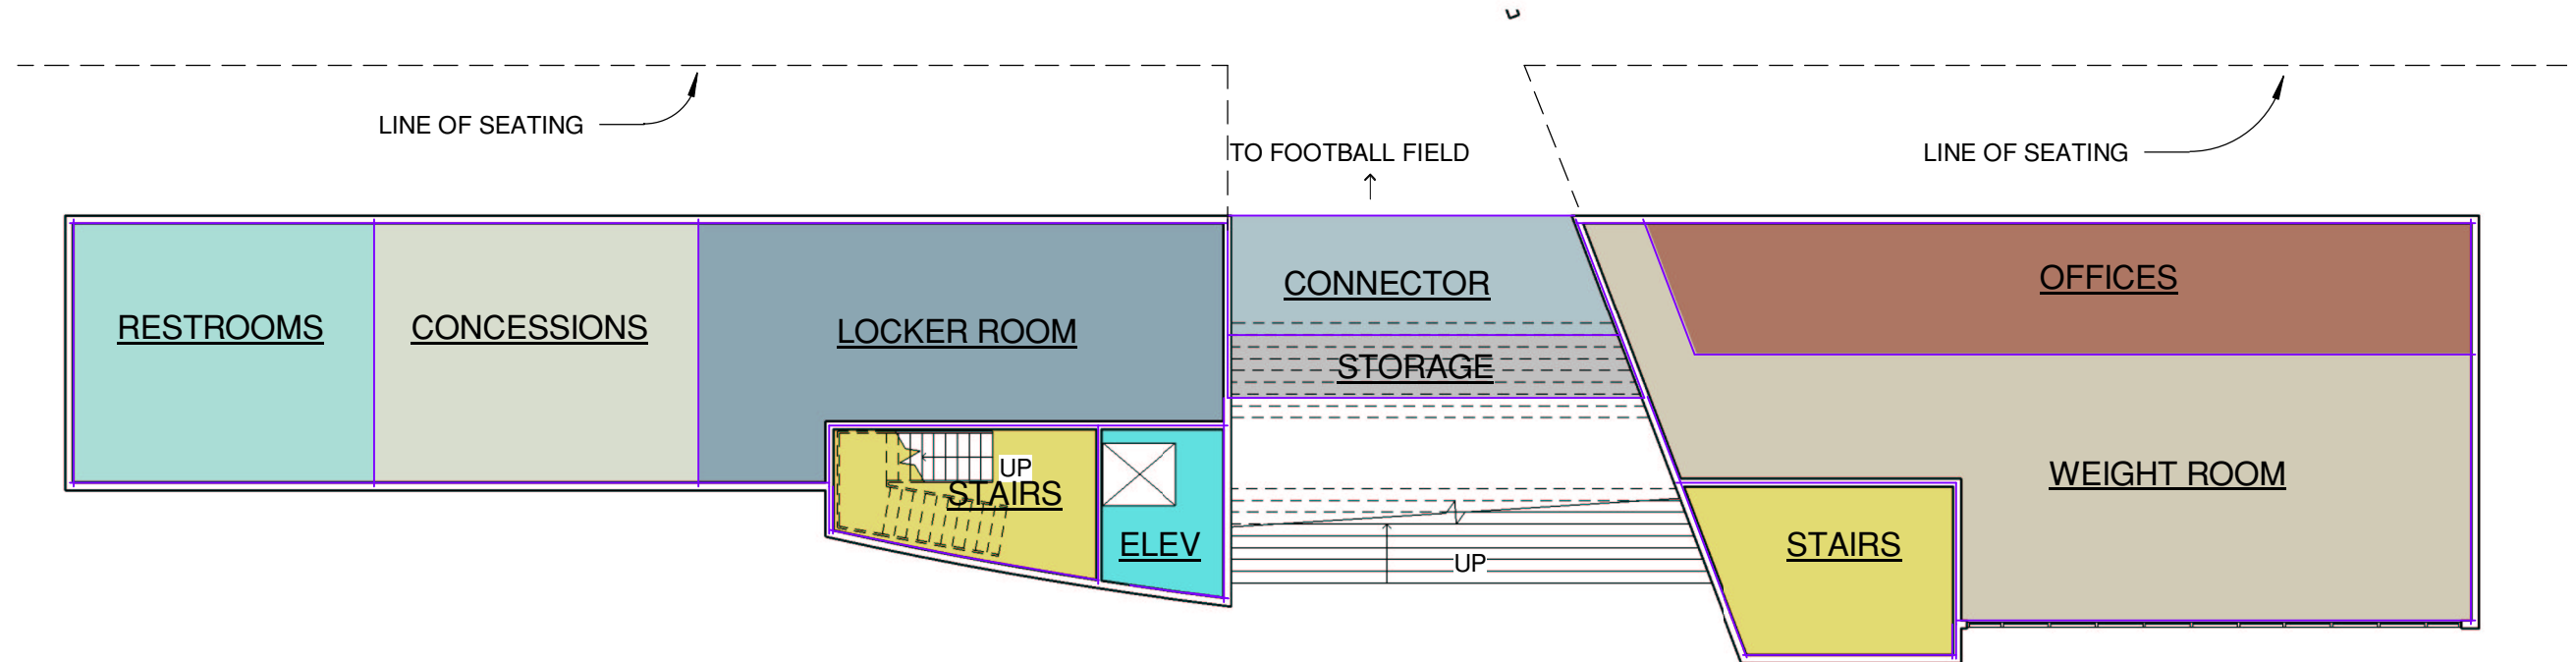 LINE OF SEATING
TO FOOTBALL FIELD
LINE OF SEATING
CONNECTOR
OFFICES
RESTROOMS
CONCESSIONS
LOCKER ROOM
STORAGE
UP
STAIRS
WEIGHT ROOM
ELEV
UP
STAIRS